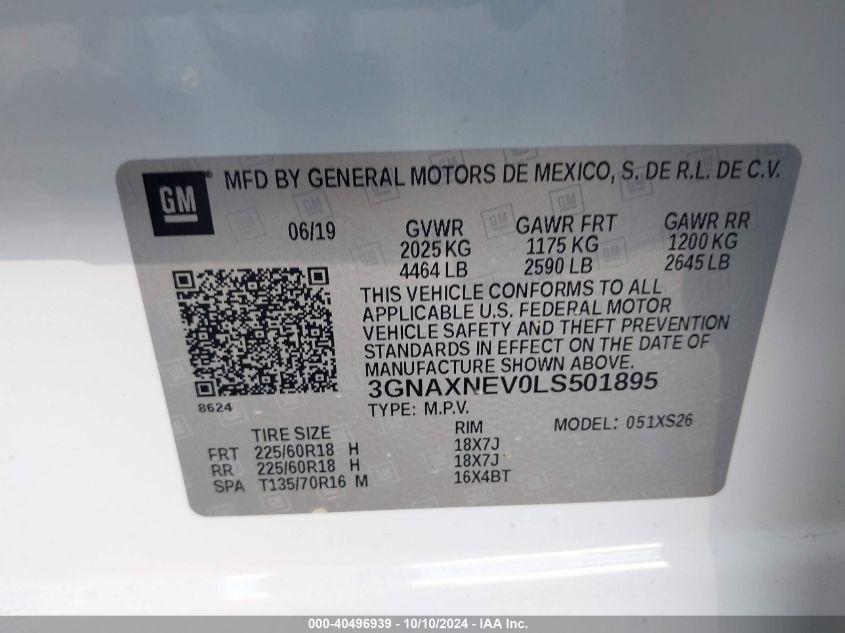 GM ® MFD BY GENERAL MOTORS DE MEXICO, S. DE R.L. DE C.V.
06/19 GVWR GAWR FRT GAWR RR
2025 KG 1175 KG 1200 KG
4464 LB 2590 LB 2645 LB
THIS VEHICLE CONFORMS TO ALL
APPLICABLE U.S. FEDERAL MOTOR
VEHICLE SAFETY AND THEFT PREVENTION
STANDARDS IN EFFECT ON THE DATE OF
MANUFACTURE SHOWN ABOVE.
3GNAXNEV0LS501895
8624
TYPE: M.P.V.
MODEL: 051XS26
TIRE SIZE RIM
FRT 225/60R18 H 18X7J
RR 225/60R18 H 18X7J
SPA T135/70R16 M 16X4BT
000-40496939 - 10/10/2024 - IAA Inc.